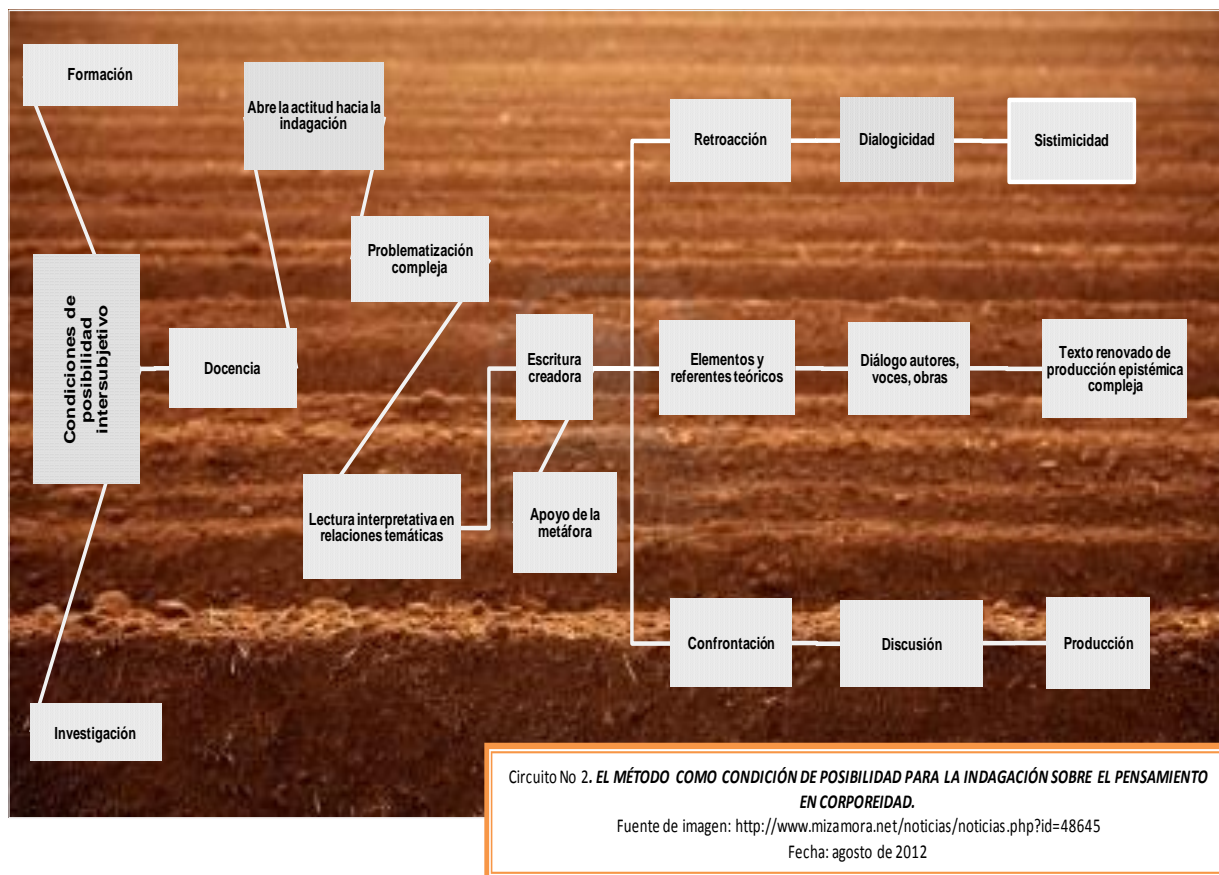 Formación
Abre la actitud hacia la
indagación
Retroacción
Dialogicidad
Sistimicidad
Problematización
compleja
Condiciones de
posibilidad
intersubjetivo
Docencia
Escritura
creadora
Elementos y
referentes teóricos
Diálogo autores,
voces, obras
Texto renovado de
producción epistémica
compleja
Lectura interpretativa en
relaciones temáticas
Apoyo de la
metáfora
Confrontación
Discusión
Producción
Investigación
Circuito No 2. EL MÉTODO COMO CONDICIÓN DE POSIBILIDAD PARA LA INDAGACIÓN SOBRE EL PENSAMIENTO
EN CORPOREIDAD.
Fuente de imagen: http://www.mizamora.net/noticias/noticias.php?id=48645
Fecha: agosto de 2012